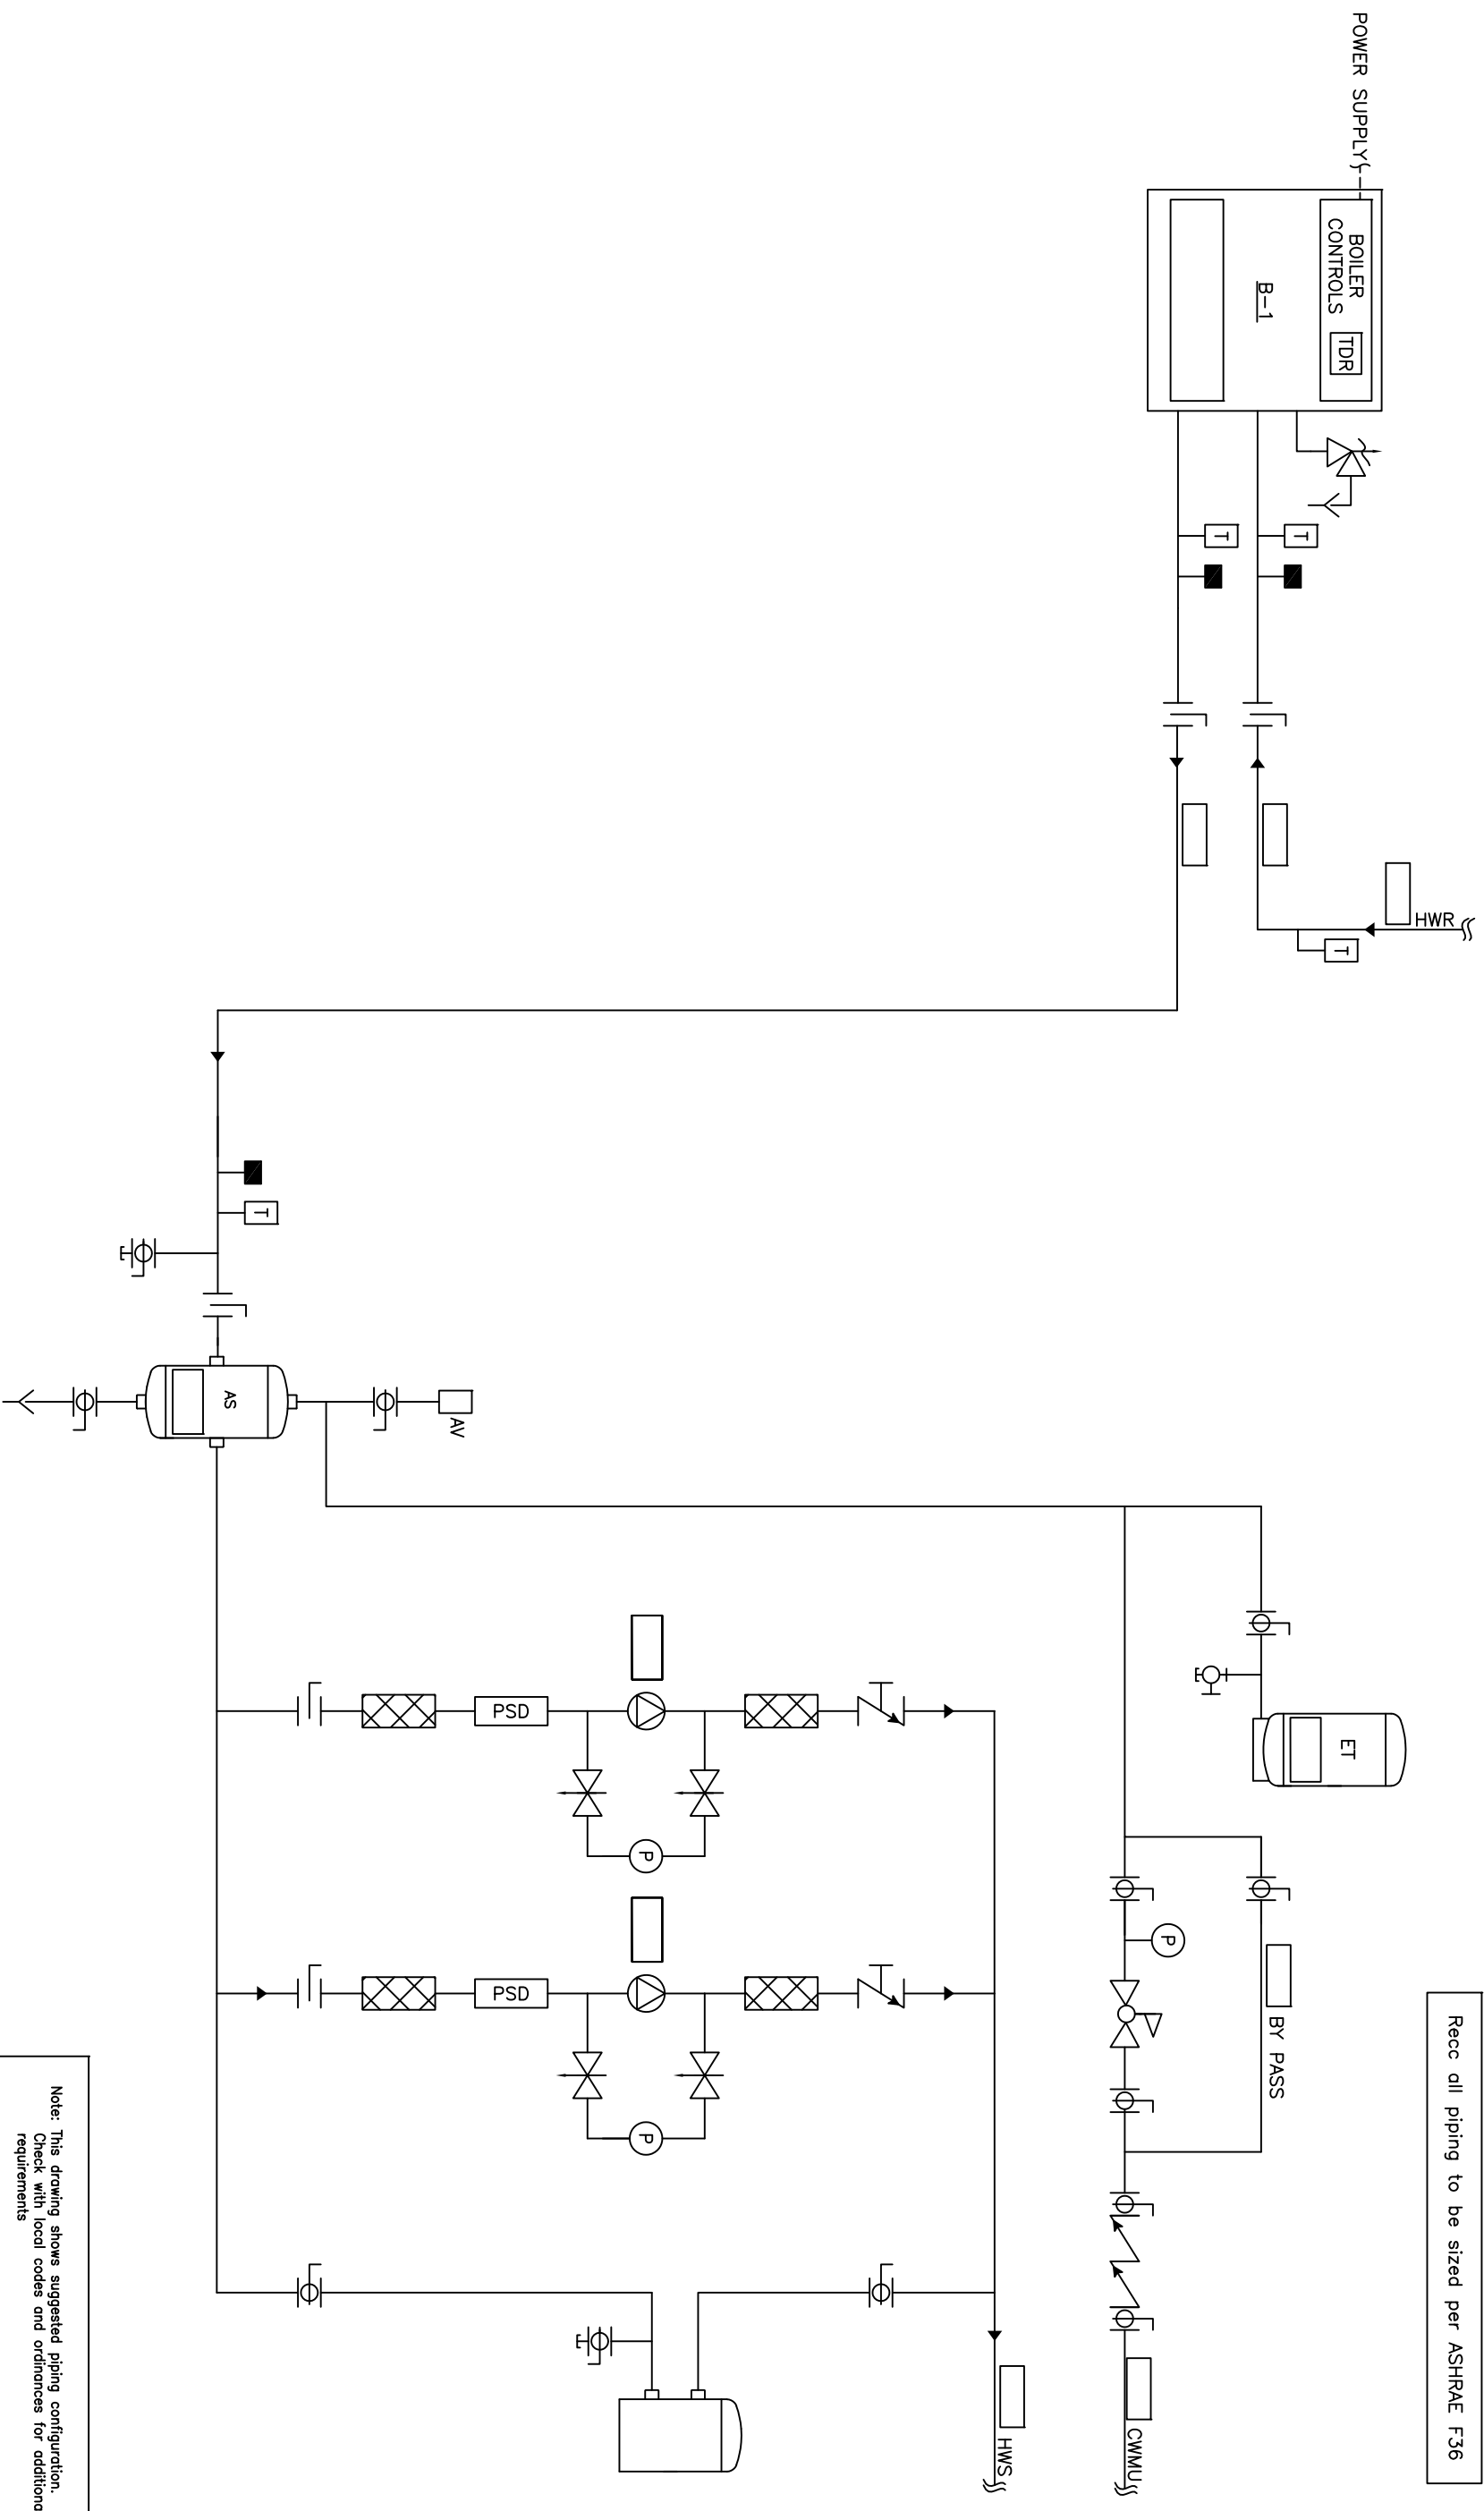 POWER SUPPLY
BOILER
CONTROLS
TDR
B-1
T
T
HWR
T
T
AS
AV
ET
PSD
P
PSD
P
P
BY PASS
CWMU
HWS
Recc all piping to be sized per ASHRAE F36
Note: This drawing shows suggested piping configuration.
Check with local codes and ordinances for additiona
requirements